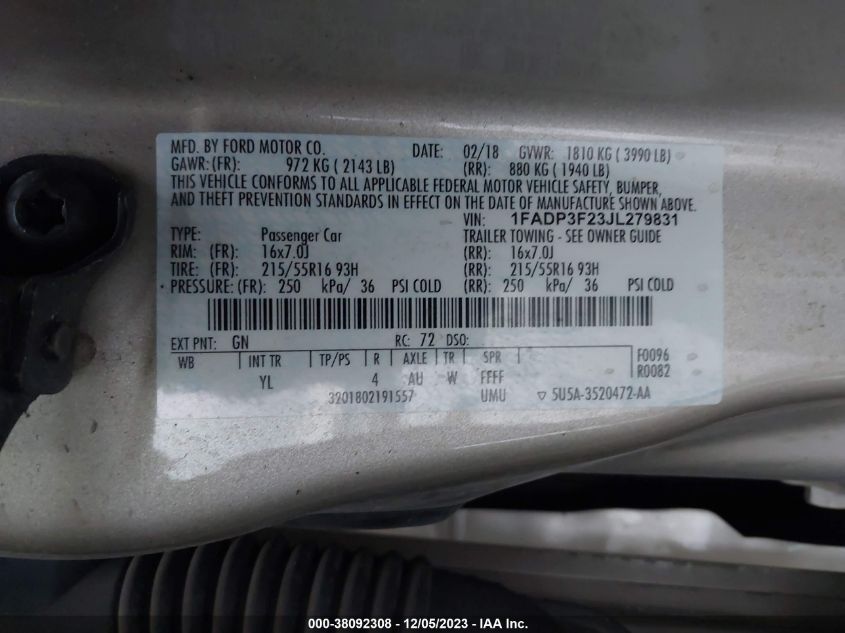 MFD. BY FORD MOTOR CO. DATE: 02/18 GVWR: 1810 KG ( 3990 LB)
GAWR: (FR): 972 KG ( 2143 LB) (RR): 880 KG ( 1940 LB)
THIS VEHICLE CONFORMS TO ALL APPLICABLE FEDERAL MOTOR VEHICLE SAFETY, BUMPER,
AND THEFT PREVENTION STANDARDS IN EFFECT ON THE DATE OF MANUFACTURE SHOWN ABOVE.
VIN: 1FADP3F23JL279831
TYPE: Passenger Car TRAILER TOWING - SEE OWNER GUIDE
RIM: (FR): 16x7.0J (RR): 16x7.0J
TIRE: (FR): 215/55R16 93H (RR): 215/55R16 93H
PRESSURE: (FR): 250 kPa/ 36 PSI COLD (RR): 250 kPa/ 36 PSI COLD
EXT PNT: GN RC: 72 DSO:
WB INT TR TP/PS R AXLE TR SPR F0096
YL 4 AU W FFFF R0082
3201802191557 UMU ▽ 5U5A-3520472-AA
000-38092308 - 12/05/2023 - IAA Inc.